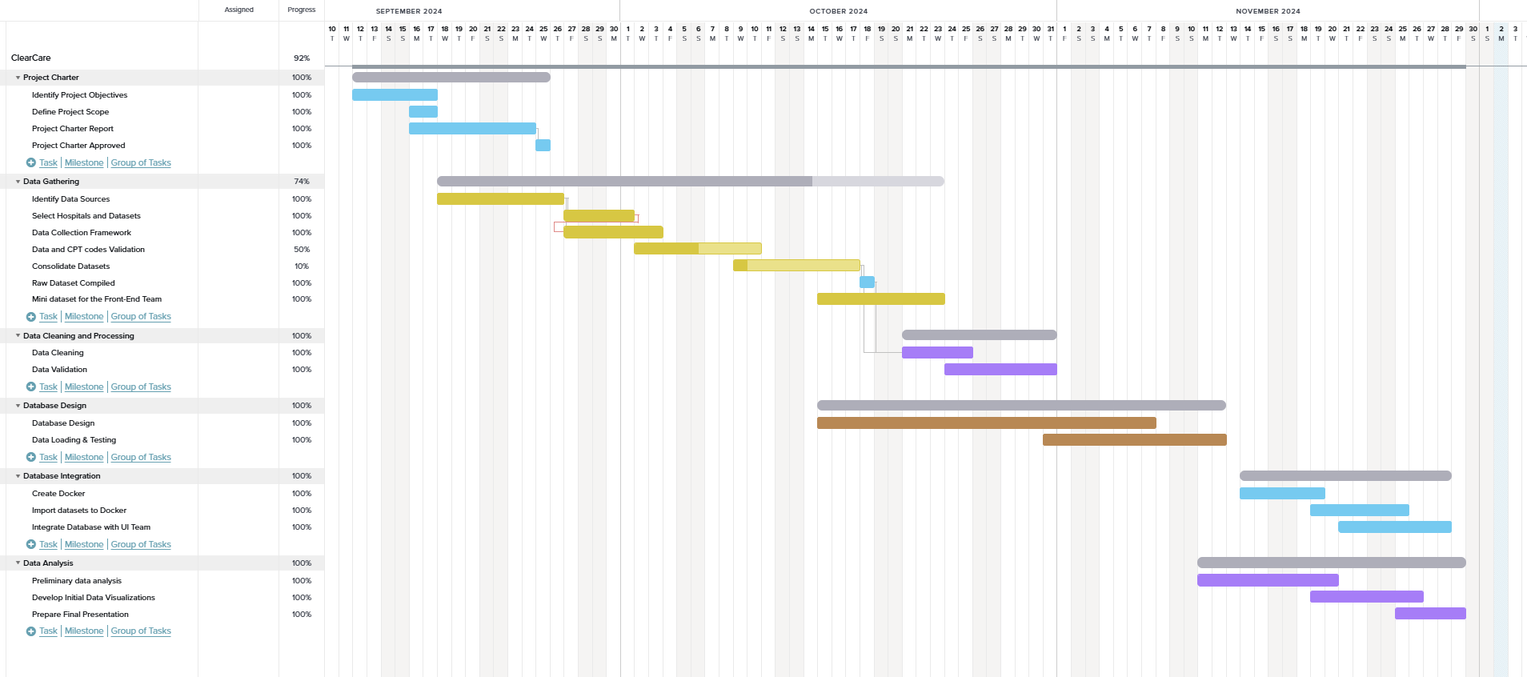 Assigned Progress SEPTEMBER 2024 OCTOBER 2024 NOVEMBER 2024
10 11 12 13 14 15 16 17 18 19 20 21 22 23 24 25 26 27 28 29 30 1 2 3 4 5 6 7 8 9 10 11 12 13 14 15 16 17 18 19 20 21 22 23 24 25 26 27 28 29 30 31 1 2 3 4 5 6 7 8 9 10 11 12 13 14 15 16 17 18 19 20 21 22 23 24 25 26 27 28 29 30 1 2 3
T W T F S S M T W T F S S M T W T F S S M T W T F S S M T W T F S S M T W T F S S M T W T F S S M T W T F S S M T W T F S S M T W T F S S M T W T F S S M T W T F S S M T
ClearCare 92%
Project Charter 100%
Identify Project Objectives 100%
Define Project Scope 100%
Project Charter Report 100%
Project Charter Approved 100%
Task | Milestone | Group of Tasks
Data Gathering 74%
Identify Data Sources 100%
Select Hospitals and Datasets 100%
Data Collection Framework 100%
Data and CPT codes Validation 50%
Consolidate Datasets 10%
Raw Dataset Compiled 100%
Mini dataset for the Front-End Team 100%
Task | Milestone | Group of Tasks
Data Cleaning and Processing 100%
Data Cleaning 100%
Data Validation 100%
Task | Milestone | Group of Tasks
Database Design 100%
Database Design 100%
Data Loading & Testing 100%
Task | Milestone | Group of Tasks
Database Integration 100%
Create Docker 100%
Import datasets to Docker 100%
Integrate Database with UI Team 100%
Task | Milestone | Group of Tasks
Data Analysis 100%
Preliminary data analysis 100%
Develop Initial Data Visualizations 100%
Prepare Final Presentation 100%
Task | Milestone | Group of Tasks